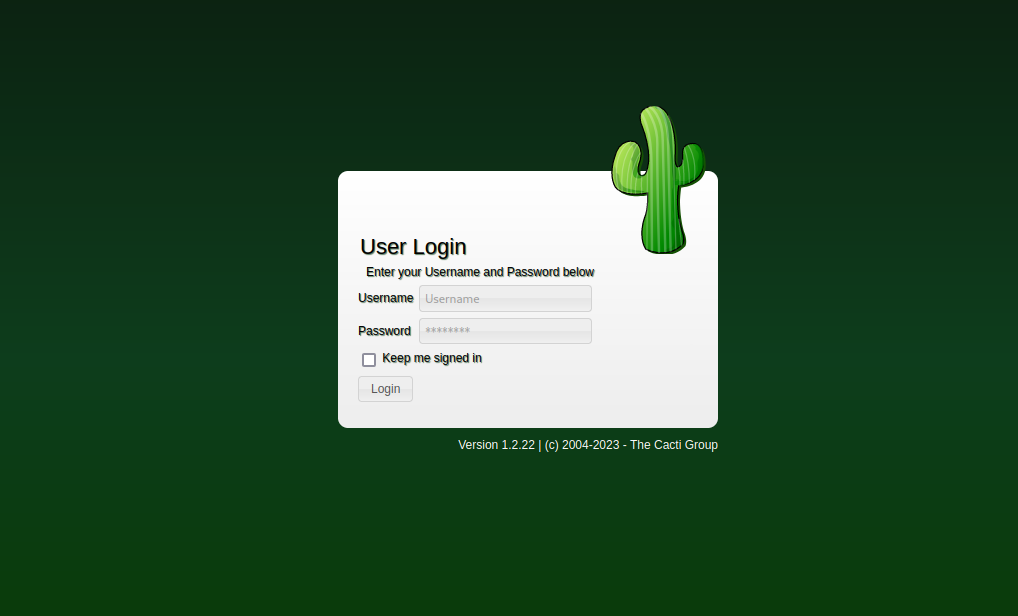 User Login
Enter your Username and Password below
Username Username
Password ********
Keep me signed in
Login
Version 1.2.22 | (c) 2004-2023 - The Cacti Group